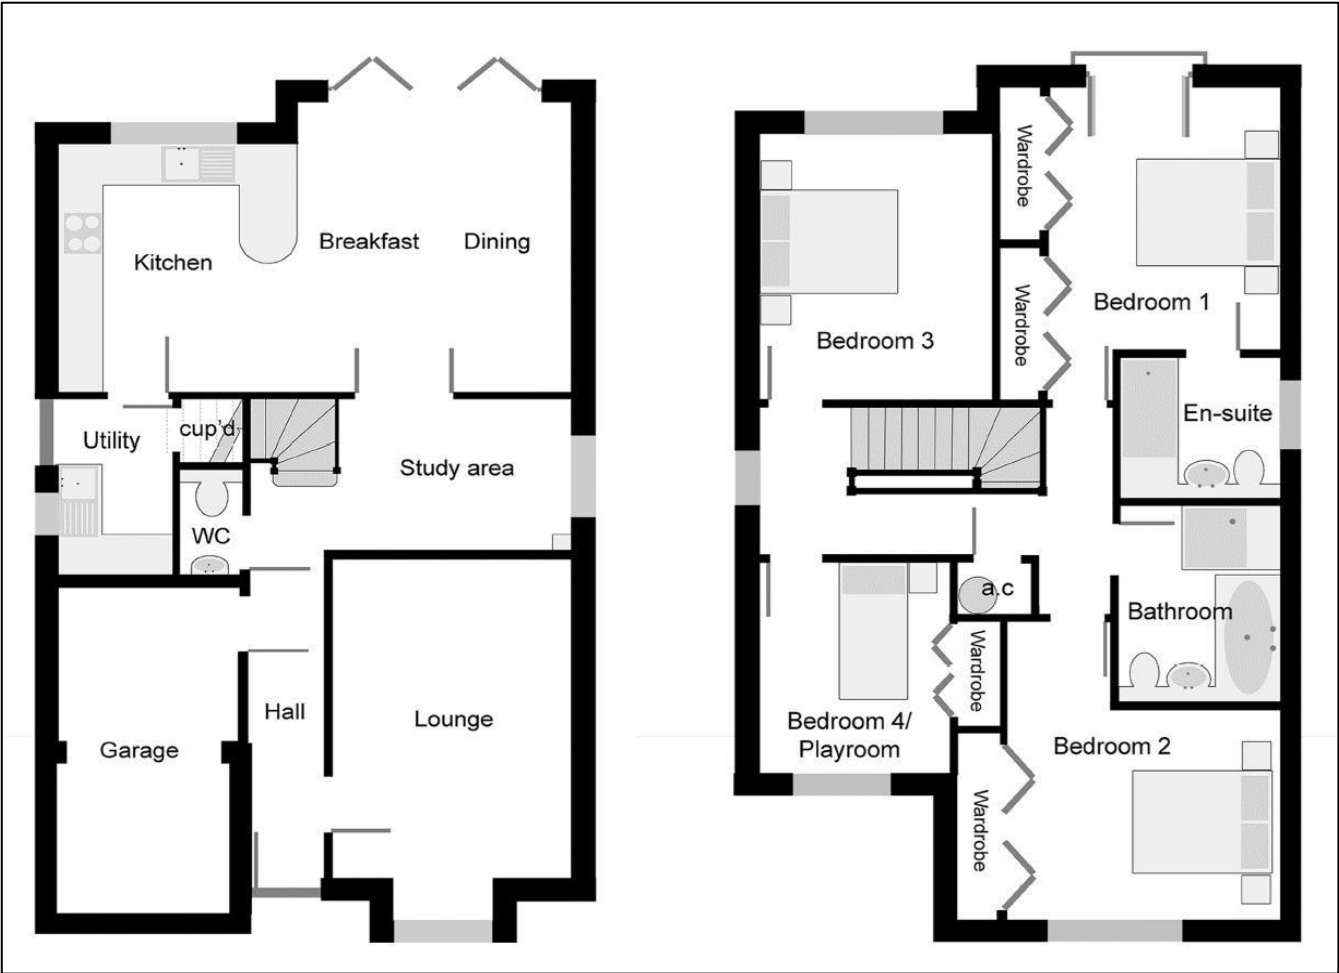 Kitchen
Breakfast
Dining
Utility
cup'd
Study area
WC
Hall
Lounge
Garage
Wardrobe
Wardrobe
Bedroom 1
Bedroom 3
En-suite
a.c
Bathroom
Wardrobe
Bedroom 4/
Playroom
Bedroom 2
Wardrobe